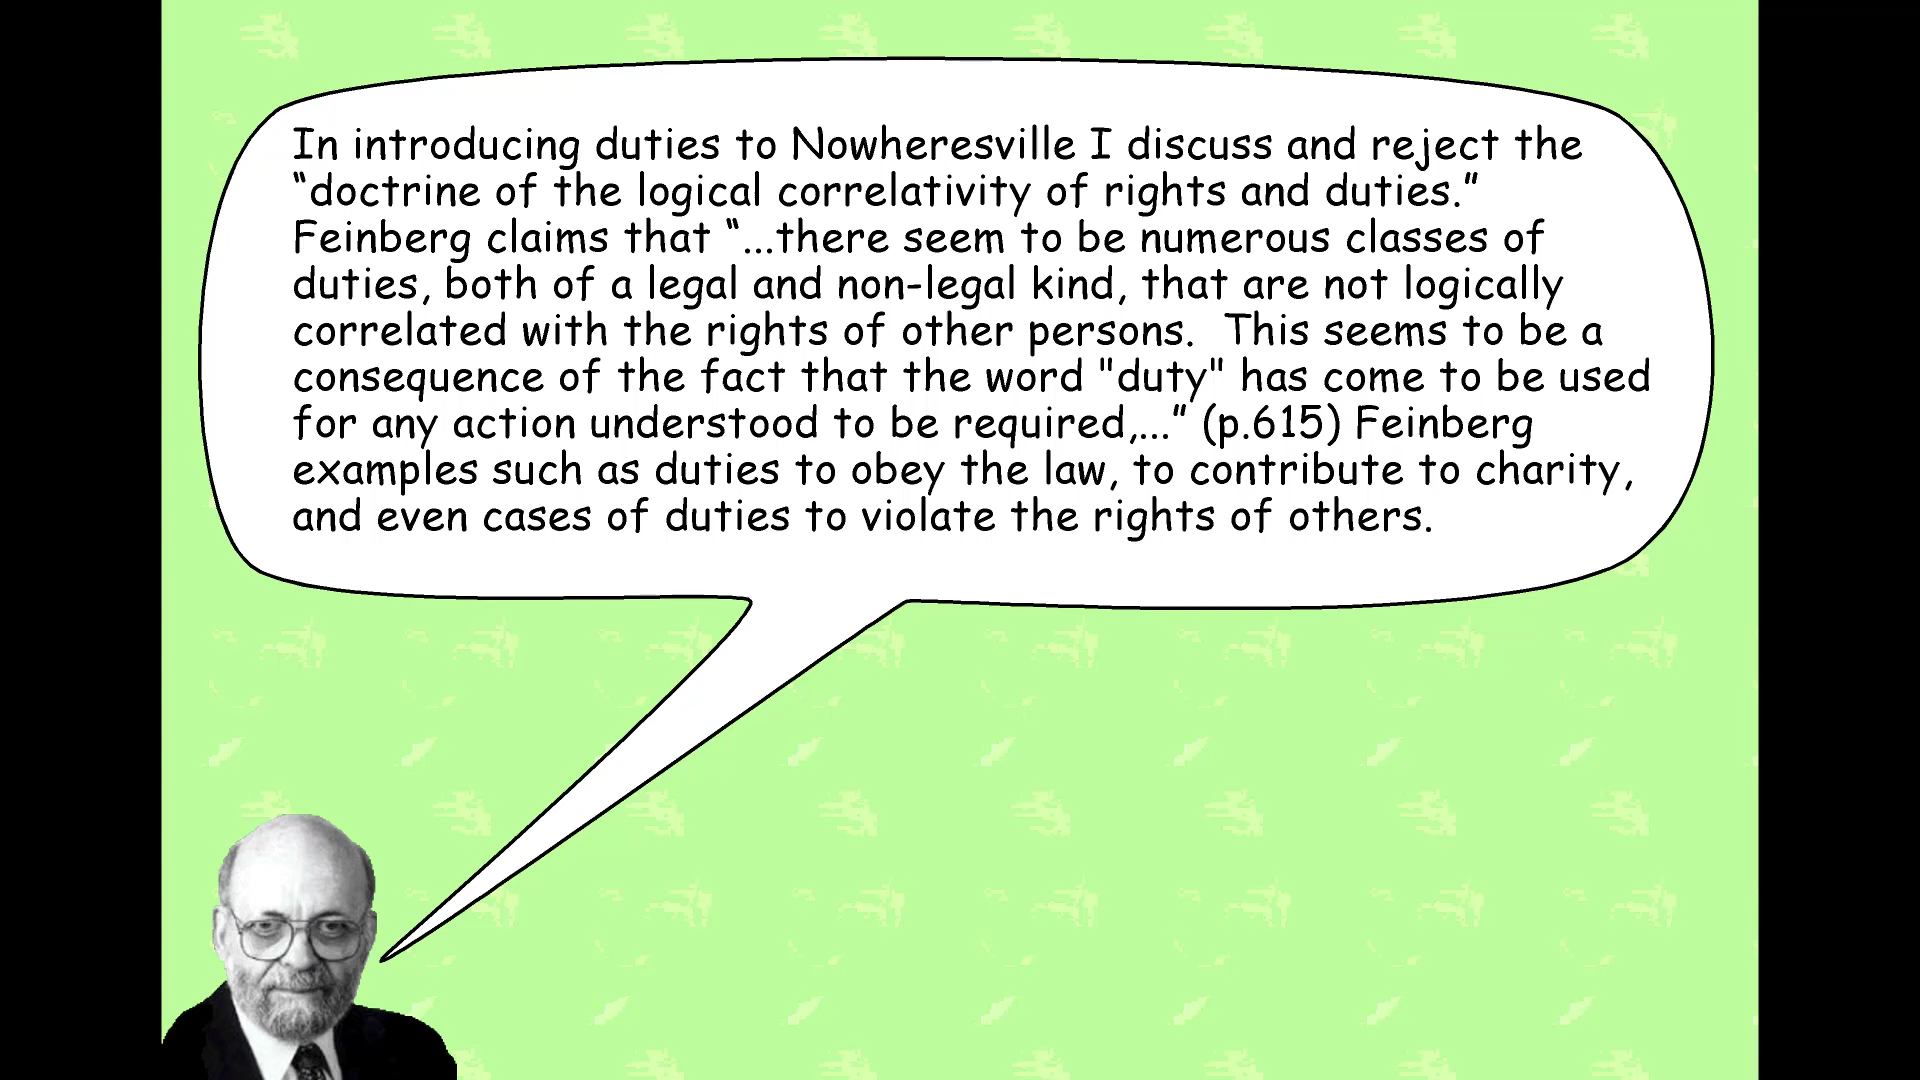 In introducing duties to Nowheresville I discuss and reject the
“doctrine of the logical correlativity of rights and duties.”
Feinberg claims that “...there seem to be numerous classes of
duties, both of a legal and non-legal kind, that are not logically
correlated with the rights of other persons.  This seems to be a
consequence of the fact that the word "duty" has come to be used
for any action understood to be required,...” (p.615) Feinberg
examples such as duties to obey the law, to contribute to charity,
and even cases of duties to violate the rights of others.